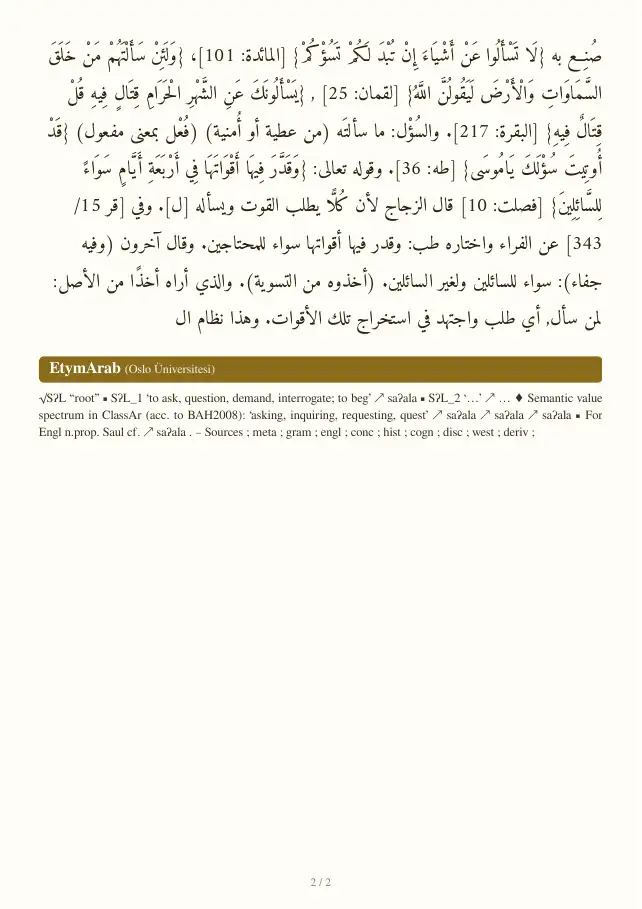 صُنِع به {لَا تَسْأَلُوا عَنْ أَشْيَاءَ إِنْ تُبْدَ لَكُمْ تَسُؤْكُمْ} [المائدة: 101]، {وَلَئِنْ سَأَلْتَهُمْ مَنْ خَلَقَ
السَّمَاوَاتِ وَالْأَرْضَ لَيَقُولُنَّ اللَّهُ} [لقمان: 25] , {يَسْأَلُونَكَ عَنِ الشَّهْرِ الْحَرَامِ قِتَالٍ فِيهِ قُلْ
قِتَالٌ فِيهِ} [البقرة: 217]. والسُؤْل: ما سألتَه (من عطية أو أُمنية) (فُعْل بمعنى مفعول) {قَدْ
أُوتِيتَ سُؤْلَكَ يَامُوسَى} [طه: 36]. وقوله تعالى: {وَقَدَّرَ فِيهَا أَقْوَاتَهَا فِي أَرْبَعَةِ أَيَّامٍ سَوَاءً
لِلسَّائِلِينَ} [فصلت: 10] قال الزجاج لأن كُلًّا يطلب القوت ويسأله [ل]. وفي [قر 15/
343] عن الفراء واختاره طب: وقدر فيها أقواتها سواء للمحتاجين. وقال آخرون (وفيه
جفاء): سواء للسائلين ولغير السائلين. (أخذوه من التسوية). والذي أراه أخذًا من الأصل:
لمن سأل, أي طلب واجتهد في استخراج تلك الأقوات. وهذا نظام ال
EtymArab (Oslo Üniversitesi)
√SʔL “root” ▪ SʔL_1 ‘to ask, question, demand, interrogate; to beg’ ↗ saʔala ▪ SʔL_2 ‘…’ ↗ … ♦ Semantic value
spectrum in ClassAr (acc. to BAH2008): ‘asking, inquiring, requesting, quest’ ↗ saʔala ↗ saʔala ↗ saʔala ▪ For
Engl n.prop. Saul cf. ↗ saʔala . – Sources ; meta ; gram ; engl ; conc ; hist ; cogn ; disc ; west ; deriv ;
2 / 2